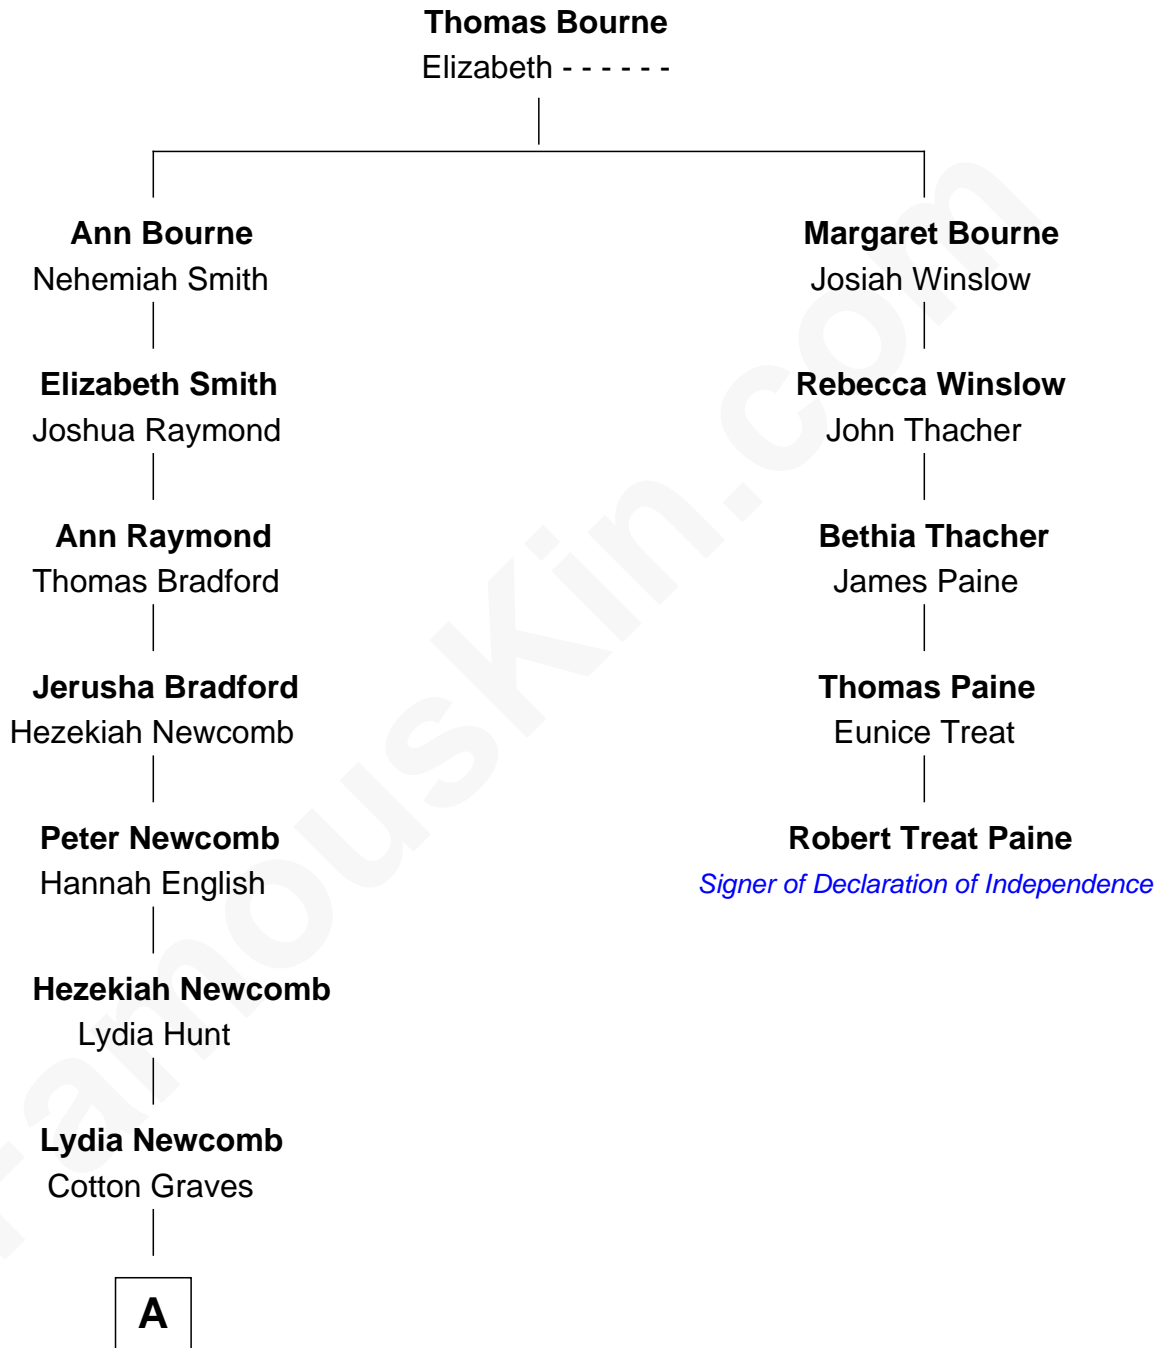 Thomas Bourne
Elizabeth - - - - - -
Ann Bourne
Nehemiah Smith
Margaret Bourne
Josiah Winslow
Elizabeth Smith
Joshua Raymond
Rebecca Winslow
John Thacher
Ann Raymond
Thomas Bradford
Bethia Thacher
James Paine
Jerusha Bradford
Hezekiah Newcomb
Thomas Paine
Eunice Treat
Peter Newcomb
Hannah English
Robert Treat Paine
Signer of Declaration of Independence
Hezekiah Newcomb
Lydia Hunt
Lydia Newcomb
Cotton Graves
A
FamousKin.com